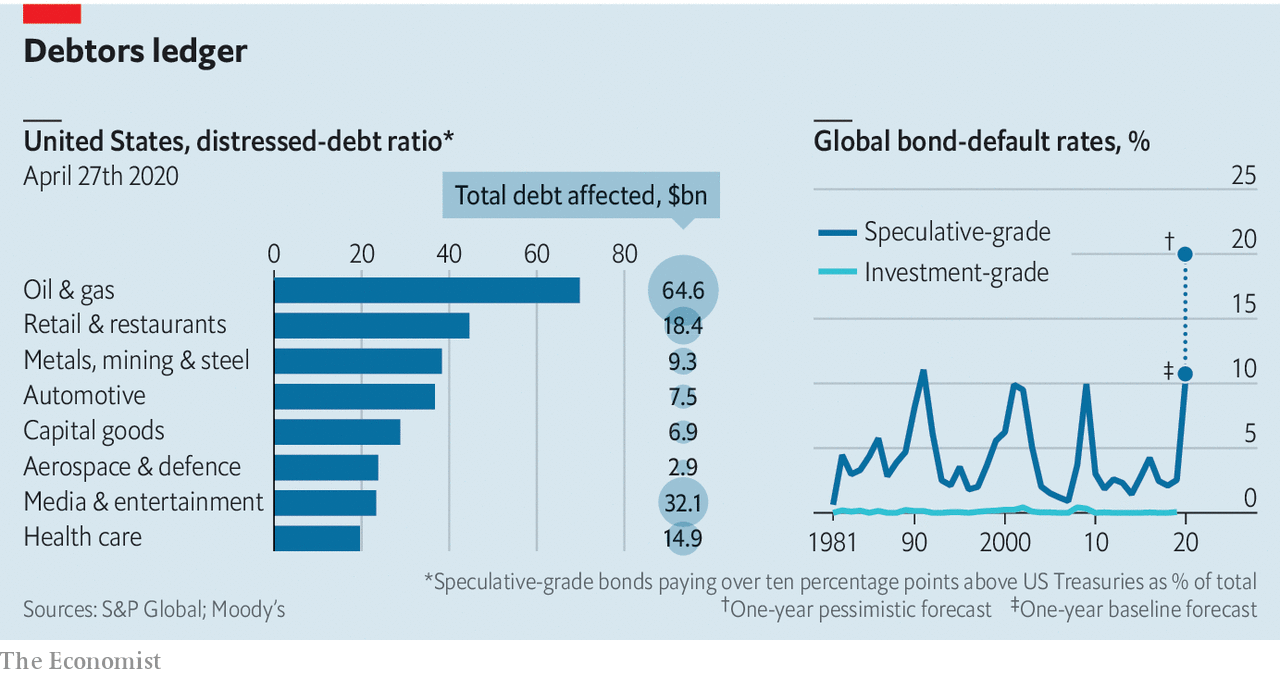 Debtors ledger
United States, distressed-debt ratio*
April 27th 2020
Total debt affected, $bn
0 20 40 60 80
Oil & gas 64.6
Retail & restaurants 18.4
Metals, mining & steel 9.3
Automotive 7.5
Capital goods 6.9
Aerospace & defence 2.9
Media & entertainment 32.1
Health care 14.9
Global bond-default rates, %
25
Speculative-grade
† 20
Investment-grade
15
‡ 10
5
0
1981 90 2000 10 20
*Speculative-grade bonds paying over ten percentage points above US Treasuries as % of total
Sources: S&P Global; Moody's
†One-year pessimistic forecast ‡One-year baseline forecast
The Economist